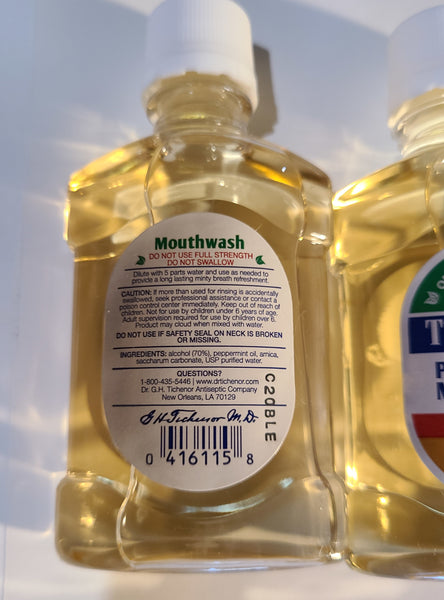 Mouthwash
DO NOT USE FULL STRENGTH
DO NOT SWALLOW
Dilute with 5 parts water and use as needed to
provide a long lasting minty breath refreshment.
CAUTION: If more than used for rinsing is accidentally
swallowed, seek professional assistance or contact a
poison control center immediately. Keep out of reach of
children. Not for use by children under 6 years of age.
Adult supervision required for use by children over 6.
Product may cloud when mixed with water.
DO NOT USE IF SAFETY SEAL ON NECK IS BROKEN
OR MISSING.
INGREDIENTS: alcohol (70%), peppermint oil, arnica,
saccharum carbonate, USP purified water.
QUESTIONS?
1-800-435-5446 | www.drtichenor.com
Dr. G.H. Tichenor Antiseptic Company
New Orleans, LA 70129
G.H. Tichenor M.D.
0 416115 8
C20BLE
T
P
M